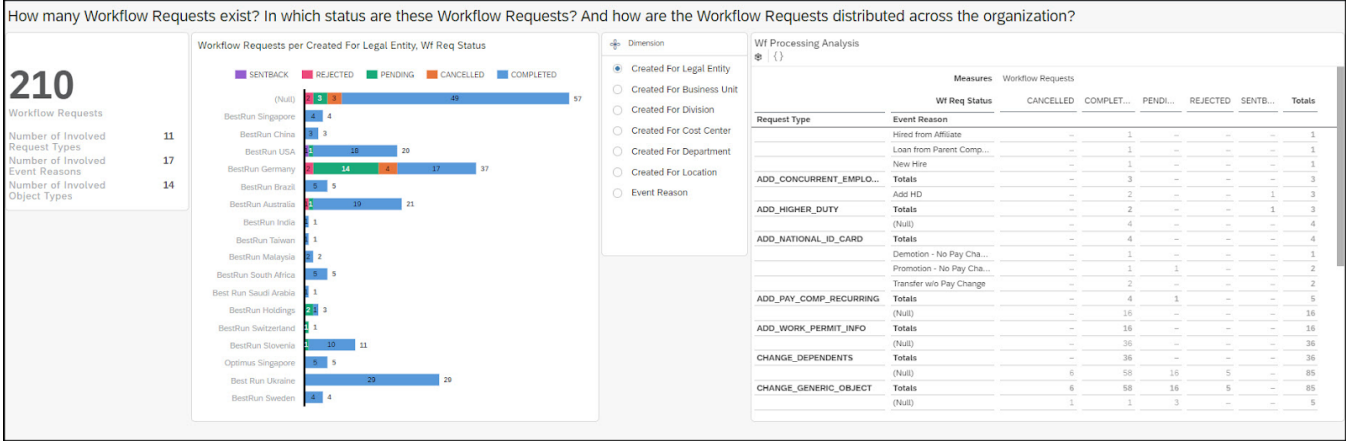 How many Workflow Requests exist? In which status are these Workflow Requests? And how are the Workflow Requests distributed across the organization?
210
Workflow Requests
Number of Involved
Request Types 11
Number of Involved
Event Reasons 17
Number of Involved
Object Types 14
Workflow Requests per Created For Legal Entity, Wf Req Status
SENTBACK REJECTED PENDING CANCELLED COMPLETED
(Null) 2 3 3 49 57
BestRun Singapore 4 4
BestRun China 3 3
BestRun USA 1 18 20
BestRun Germany 2 14 4 17 37
BestRun Brazil 5 5
BestRun Australia 1 19 21
BestRun India 1
BestRun Taiwan 1
BestRun Malaysia 2 2
BestRun South Africa 5 5
Best Run Saudi Arabia 1
BestRun Holdings 2 1 3
BestRun Switzerland 1 1
BestRun Slovenia 1 10 11
Optimus Singapore 5 5
Best Run Ukraine 29 29
BestRun Sweden 4 4
Dimension
Created For Legal Entity
Created For Business Unit
Created For Division
Created For Cost Center
Created For Department
Created For Location
Event Reason
Wf Processing Analysis
{}
Measures Workflow Requests
Wf Req Status CANCELLED COMPLET... PENDI... REJECTED SENTB... Totals
Request Type Event Reason
Hired from Affiliate – 1 – – – 1
Loan from Parent Comp... – 1 – – – 1
New Hire – 1 – – – 1
ADD_CONCURRENT_EMPLO... Totals – 3 – – – 3
Add HD – 2 – – 1 3
ADD_HIGHER_DUTY Totals – 2 – – 1 3
(Null) – 4 – – – 4
ADD_NATIONAL_ID_CARD Totals – 4 – – – 4
Demotion - No Pay Cha... – 1 – – – 1
Promotion - No Pay Cha... – 1 1 – – 2
Transfer w/o Pay Change – 2 – – – 2
ADD_PAY_COMP_RECURRING Totals – 4 1 – – 5
(Null) – 16 – – – 16
ADD_WORK_PERMIT_INFO Totals – 16 – – – 16
(Null) – 36 – – – 36
CHANGE_DEPENDENTS Totals – 36 – – – 36
(Null) 6 58 16 5 – 85
CHANGE_GENERIC_OBJECT Totals 6 58 16 5 – 85
(Null) 1 1 3 – – 5